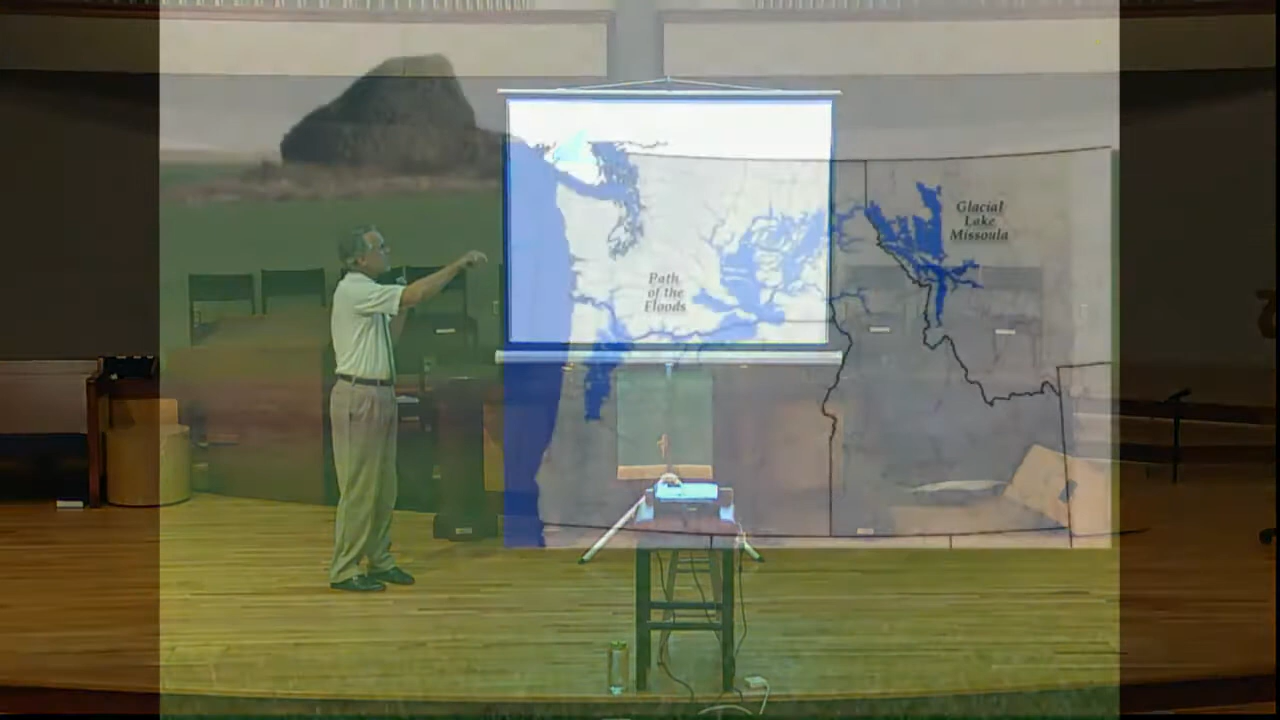 Glacial
Lake
Missoula
Path
of the
Floods